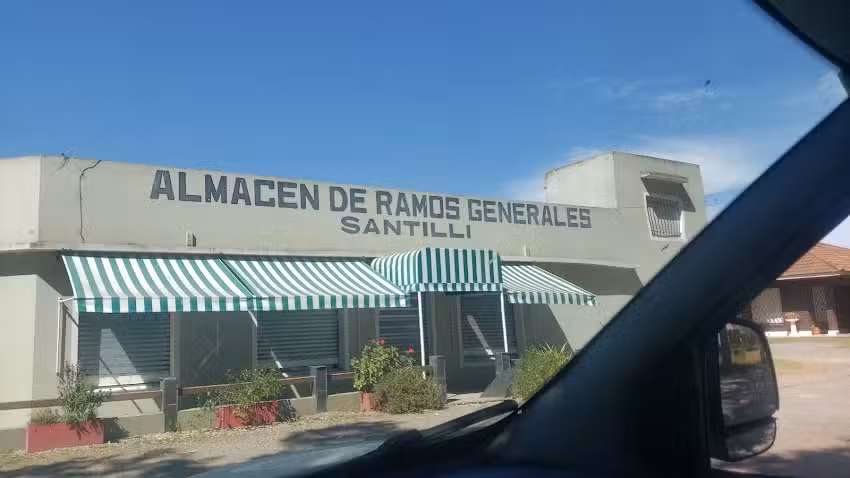 ALMACEN DE RAMOS GENERALES
SANTILLI